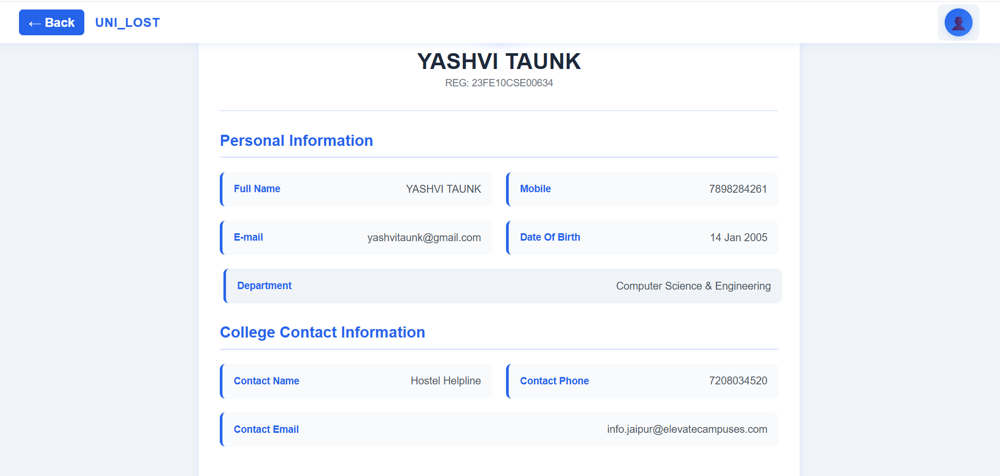 ← Back UNI_LOST
YASHVI TAUNK
REG: 23FE10CSE00634
Personal Information
Full Name YASHVI TAUNK
Mobile 7898284261
E-mail yashvitaunk@gmail.com
Date Of Birth 14 Jan 2005
Department Computer Science & Engineering
College Contact Information
Contact Name Hostel Helpline
Contact Phone 7208034520
Contact Email info.jaipur@elevatecampuses.com